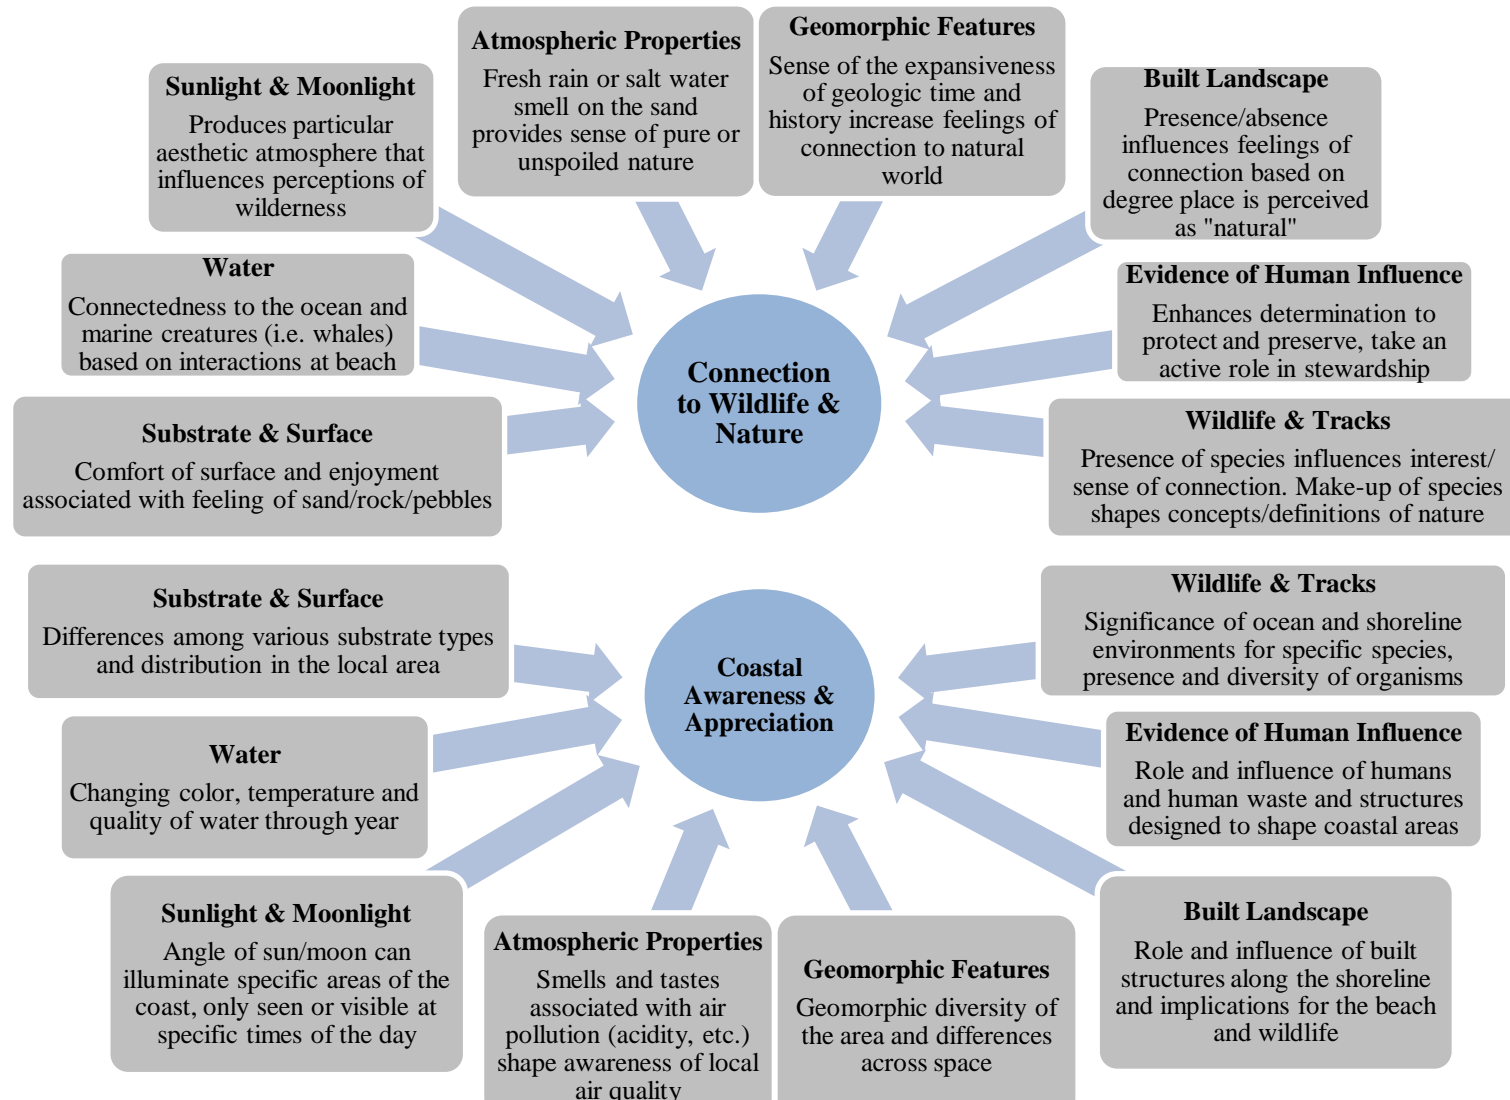 Atmospheric Properties
Fresh rain or salt water
smell on the sand
provides sense of pure or
unspoiled nature
Geomorphic Features
Sense of the expansiveness
of geologic time and
history increase feelings of
connection to natural
world
Sunlight & Moonlight
Produces particular
aesthetic atmosphere that
influences perceptions of
wilderness
Built Landscape
Presence/absence
influences feelings of
connection based on
degree place is perceived
as "natural"
Water
Connectedness to the ocean and
marine creatures (i.e. whales)
based on interactions at beach
Evidence of Human Influence
Enhances determination to
protect and preserve, take an
active role in stewardship
Connection
to Wildlife &
Nature
Substrate & Surface
Comfort of surface and enjoyment
associated with feeling of sand/rock/pebbles
Wildlife & Tracks
Presence of species influences interest/
sense of connection. Make-up of species
shapes concepts/definitions of nature
Substrate & Surface
Differences among various substrate types
and distribution in the local area
Wildlife & Tracks
Significance of ocean and shoreline
environments for specific species,
presence and diversity of organisms
Coastal
Awareness &
Appreciation
Water
Changing color, temperature and
quality of water through year
Evidence of Human Influence
Role and influence of humans
and human waste and structures
designed to shape coastal areas
Sunlight & Moonlight
Angle of sun/moon can
illuminate specific areas of the
coast, only seen or visible at
specific times of the day
Atmospheric Properties
Smells and tastes
associated with air
pollution (acidity, etc.)
shape awareness of local
air quality
Geomorphic Features
Geomorphic diversity of
the area and differences
across space
Built Landscape
Role and influence of built
structures along the shoreline
and implications for the beach
and wildlife